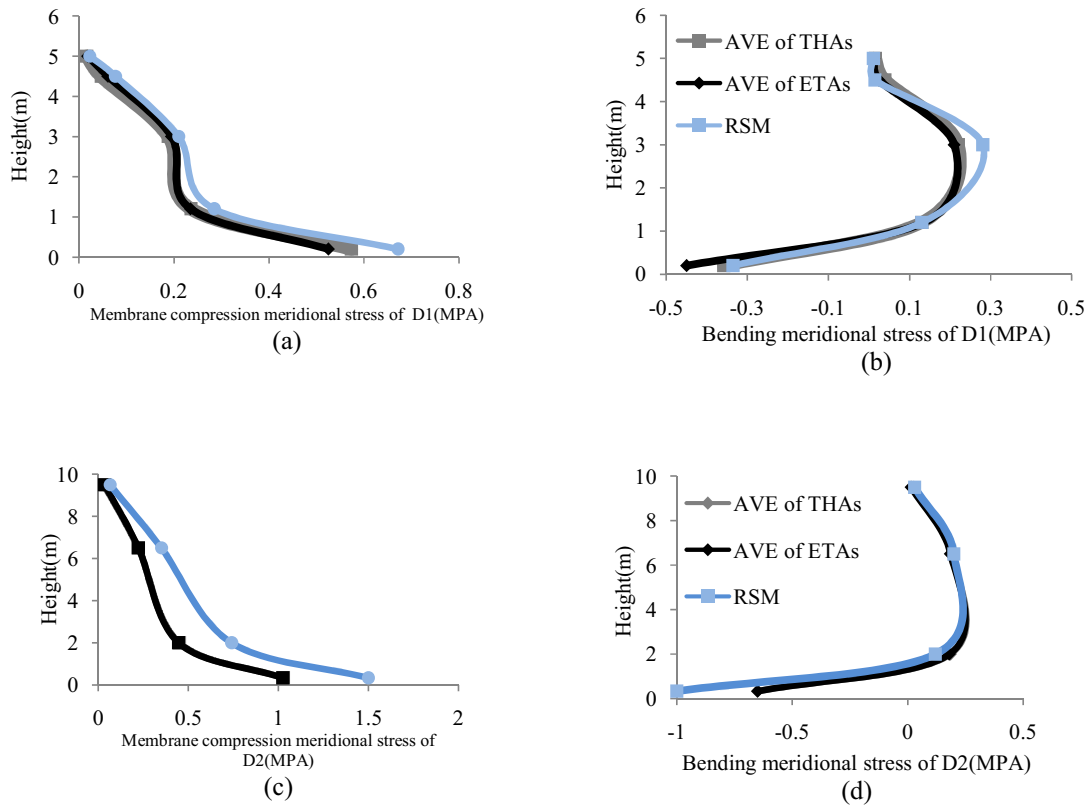 6
5
4
3
2
1
0
Height(m)
0
0.2
0.4
0.6
0.8
Membrane compression meridional stress of D1(MPA)
(a)
6
5
4
3
2
1
0
Height(m)
AVE of THAs
AVE of ETAs
RSM
-0.5
-0.3
-0.1
0.1
0.3
0.5
Bending meridional stress of D1(MPA)
(b)
10
8
6
4
2
0
Height(m)
0
0.5
1
1.5
2
Membrane compression meridional stress of
D2(MPA)
(c)
10
8
6
4
2
0
Height(m)
AVE of THAs
AVE of ETAs
RSM
-1
-0.5
0
0.5
Bending meridional stress of D2(MPA)
(d)